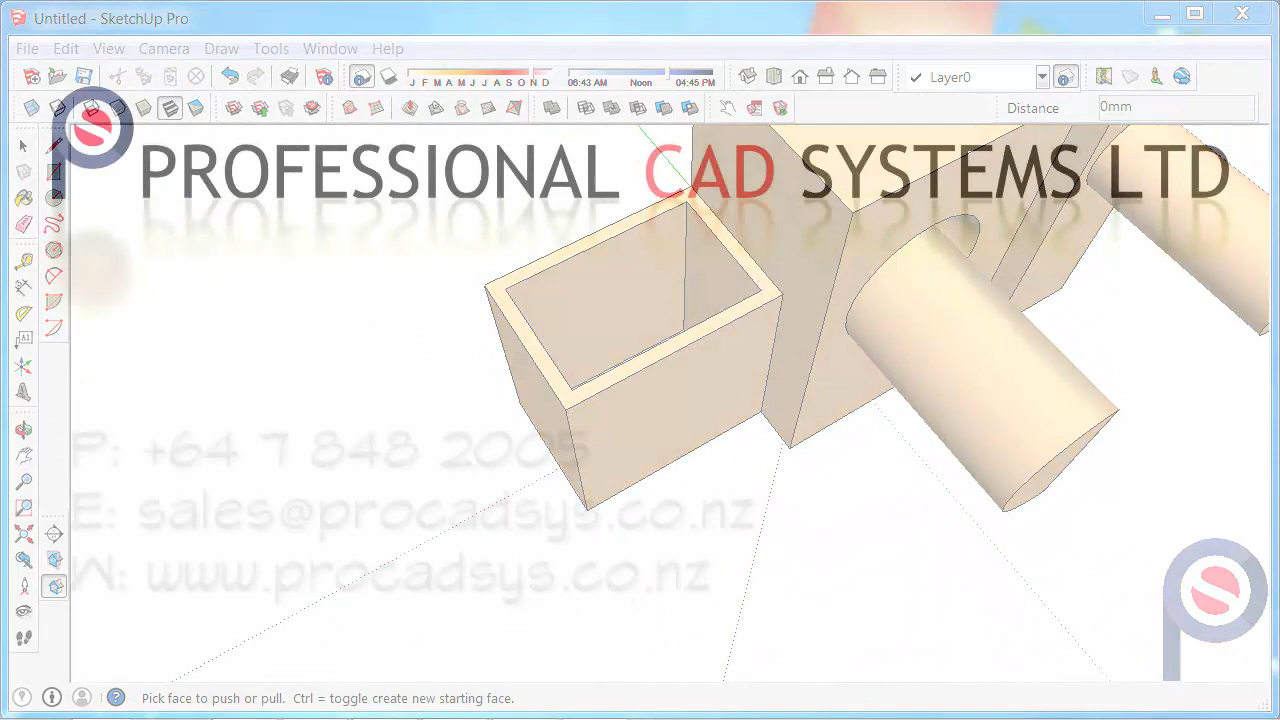 Untitled - SketchUp Pro
File Edit View Camera Draw Tools Window Help
J F M A M J J A S O N D 06:43 AM Noon 04:45 PM Layer0
Distance 0mm
PROFESSIONAL CAD SYSTEMS LTD
A1
P: +64 7 848 2005
E: sales@procadsys.co.nz
W: www.procadsys.co.nz
Pick face to push or pull. Ctrl = toggle create new starting face.